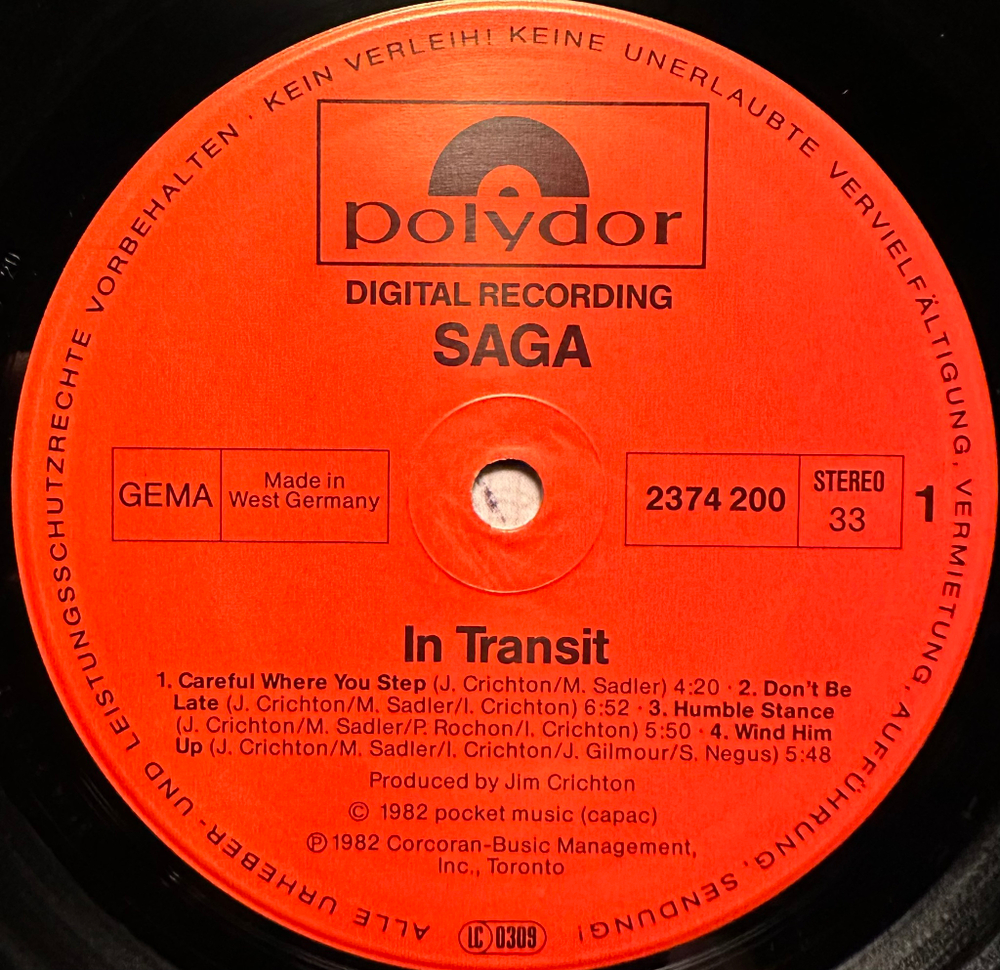 ALLE URHEBER- UND LEISTUNGSSCHUTZRECHTE VORBEHALTEN · KEIN VERLEIH! KEINE UNERLAUBTE VERVIELFÄLTIGUNG, VERMIETUNG, AUFFÜHRUNG, SENDUNG!
polydor
DIGITAL RECORDING
SAGA
GEMA
Made in
West Germany
2374 200
STEREO
33
1
In Transit
1. Careful Where You Step (J. Crichton/M. Sadler) 4:20 · 2. Don't Be
Late (J. Crichton/M. Sadler/I. Crichton) 6:52 · 3. Humble Stance
(J. Crichton/M. Sadler/P. Rochon/I. Crichton) 5:50 · 4. Wind Him
Up (J. Crichton/M. Sadler/I. Crichton/J. Gilmour/S. Negus) 5:48
Produced by Jim Crichton
© 1982 pocket music (capac)
℗ 1982 Corcoran-Busic Management,
Inc., Toronto
LC 0309